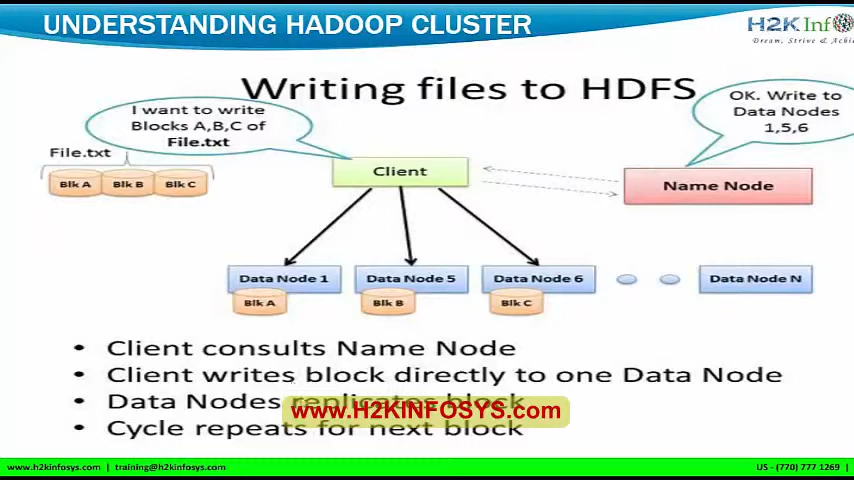 UNDERSTANDING HADOOP CLUSTER
H2K Inf
Dream, Strive & Achi
Writing files to HDFS
I want to write
Blocks A,B,C of
File.txt
OK. Write to
Data Nodes
1,5,6
File.txt
Blk A
Blk B
Blk C
Client
Name Node
Data Node 1
Data Node 5
Data Node 6
Data Node N
Blk A
Blk B
Blk C
• Client consults Name Node
• Client writes block directly to one Data Node
• Data Nodes replicates block
www.H2KINFOSYS.com
• Cycle repeats for next block
www.h2kinfosys.com | training@h2kinfosys.com
US - (770) 777 1269 |